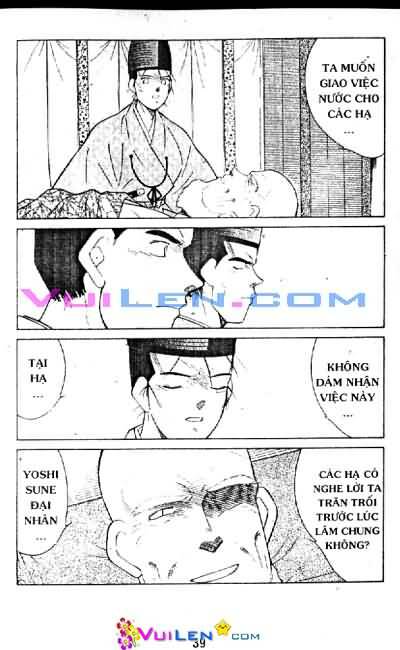 TA MUỐN
GIAO VIỆC
NƯỚC CHO
CÁC HẠ
...
VUILEN.COM
TẠI
HẠ
...
KHÔNG
DÁM NHẬN
VIỆC NÀY
...
YOSHI
SUNE
ĐẠI
NHÂN...
CÁC HẠ CÓ
NGHE LỜI TA
TRĂN TRỐI
TRƯỚC LÚC
LÂM CHUNG
KHÔNG?
VUILEN.COM
39